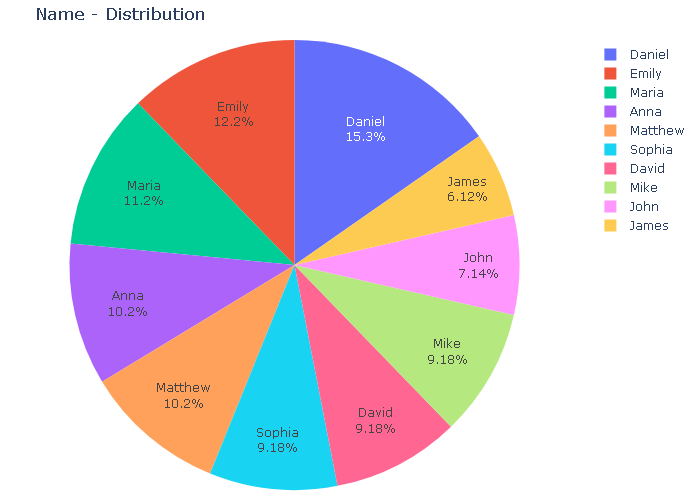 Name - Distribution
Daniel
15.3%
Emily
12.2%
Maria
11.2%
Anna
10.2%
Matthew
10.2%
Sophia
9.18%
David
9.18%
Mike
9.18%
John
7.14%
James
6.12%
Daniel
Emily
Maria
Anna
Matthew
Sophia
David
Mike
John
James